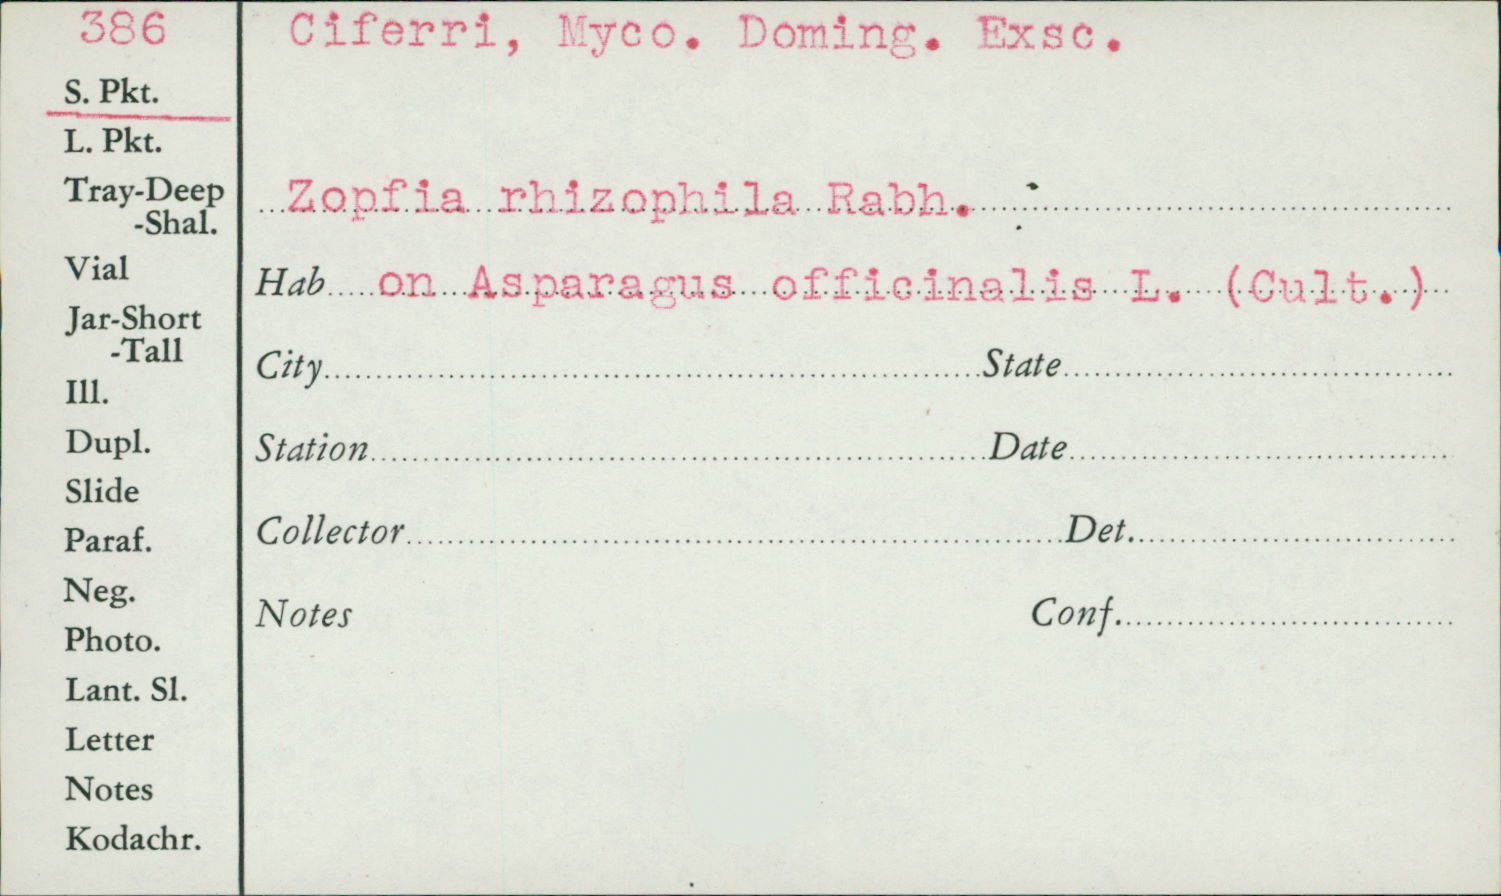 386
Ciferri, Myco. Doming. Exsc.
S. Pkt.
L. Pkt.
Tray-Deep
-Shal.
Vial
Jar-Short
-Tall
Ill.
Dupl.
Slide
Paraf.
Neg.
Photo.
Lant. Sl.
Letter
Notes
Kodachr.
Zopfia rhizophila Rabh.
Hab on Asparagus officinalis L. (Cult.)
City State
Station Date
Collector Det.
Notes Conf.